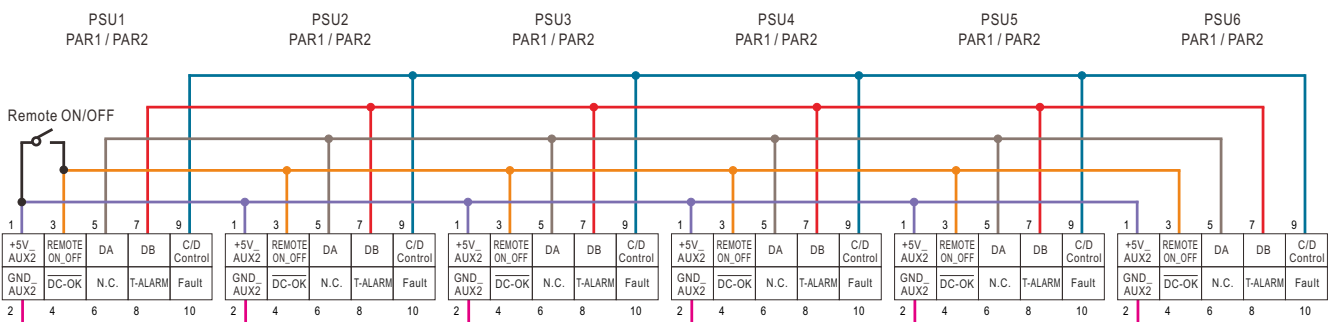 PSU1 PSU2 PSU3 PSU4 PSU5 PSU6
PAR1 / PAR2 PAR1 / PAR2 PAR1 / PAR2 PAR1 / PAR2 PAR1 / PAR2 PAR1 / PAR2
Remote ON/OFF
1 3 5 7 9 1 3 5 7 9 1 3 5 7 9 1 3 5 7 9 1 3 5 7 9 1 3 5 7 9
+5V_ REMOTE DA DB C/D +5V_ REMOTE DA DB C/D +5V_ REMOTE DA DB C/D +5V_ REMOTE DA DB C/D +5V_ REMOTE DA DB C/D +5V_ REMOTE DA DB C/D
AUX2 ON_OFF Control AUX2 ON_OFF Control AUX2 ON_OFF Control AUX2 ON_OFF Control AUX2 ON_OFF Control AUX2 ON_OFF Control
GND_ DC-OK N.C. T-ALARM Fault GND_ DC-OK N.C. T-ALARM Fault GND_ DC-OK N.C. T-ALARM Fault GND_ DC-OK N.C. T-ALARM Fault GND_ DC-OK N.C. T-ALARM Fault GND_ DC-OK N.C. T-ALARM Fault
AUX2 AUX2 AUX2 AUX2 AUX2 AUX2
2 4 6 8 10 2 4 6 8 10 2 4 6 8 10 2 4 6 8 10 2 4 6 8 10 2 4 6 8 10